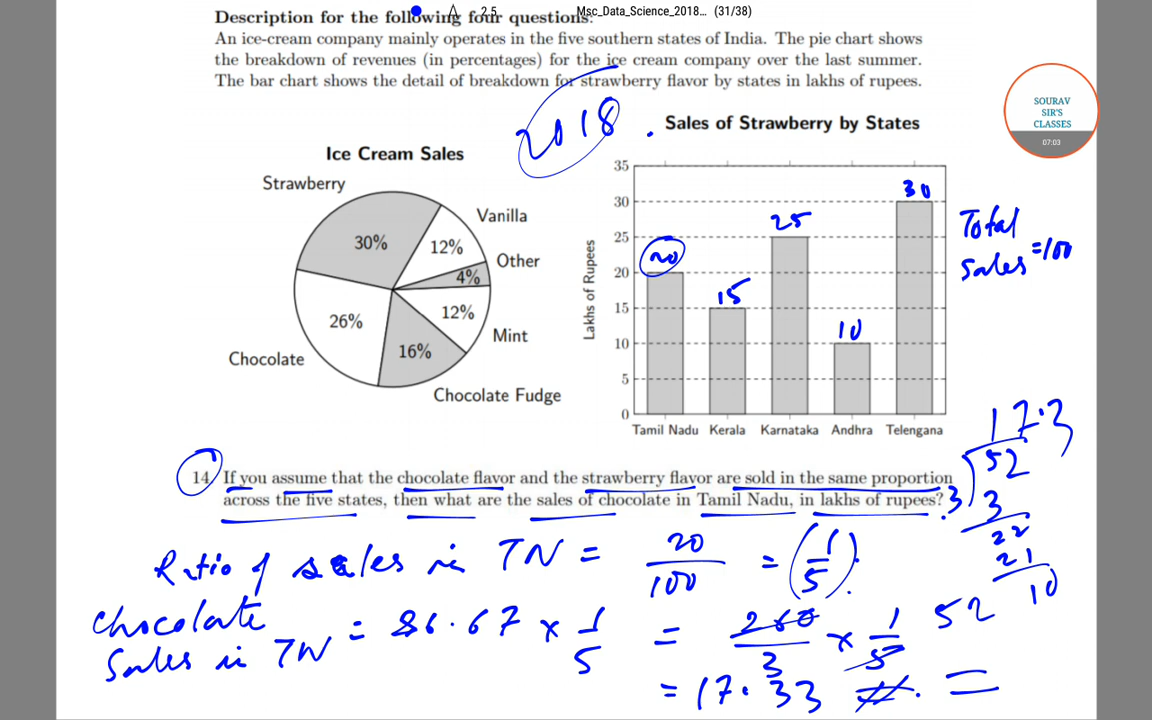 Description for the following four questions:
2.5
Msc_Data_Science_2018... (31/38)
An ice-cream company mainly operates in the five southern states of India. The pie chart shows
the breakdown of revenues (in percentages) for the ice cream company over the last summer.
The bar chart shows the detail of breakdown for strawberry flavor by states in lakhs of rupees.
SOURAV
SIR'S
CLASSES
07:03
2018.
Ice Cream Sales
Strawberry
30%
Vanilla
12%
Other
4%
12%
Mint
26%
16%
Chocolate
Chocolate Fudge
Sales of Strawberry by States
Lakhs of Rupees
35
30
25
20
15
10
5
0
20
15
25
10
30
Tamil Nadu Kerala Karnataka Andhra Telengana
Total
Sales =100
14. If you assume that the chocolate flavor and the strawberry flavor are sold in the same proportion
across the five states, then what are the sales of chocolate in Tamil Nadu, in lakhs of rupees?
17.3
3) 52
3
22
21
10
Ratio of sales in TN = 20/100 = (1/5).
Chocolate
Sales in TN = 86.67 × 1/5 = 260/3 × 1/5 52
= 17.33 =